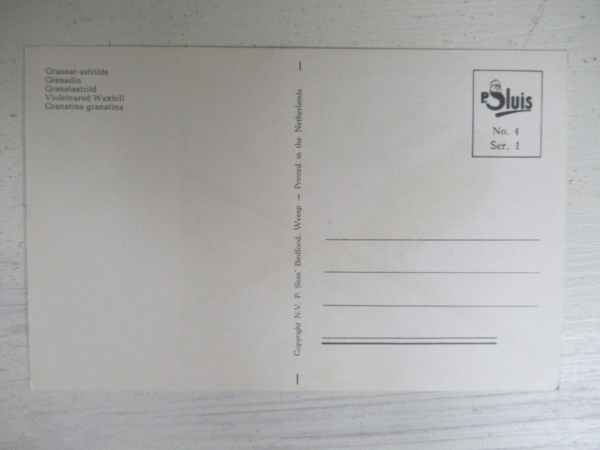 Granaat-astrilde
Grenadin
Granatastrild
Violeteared Waxbill
Granatina granatina
Copyright N.V. P. Sluis' Birdfood, Weesp — Printed in the Netherlands
P. Sluis
No. 4
Ser. 1